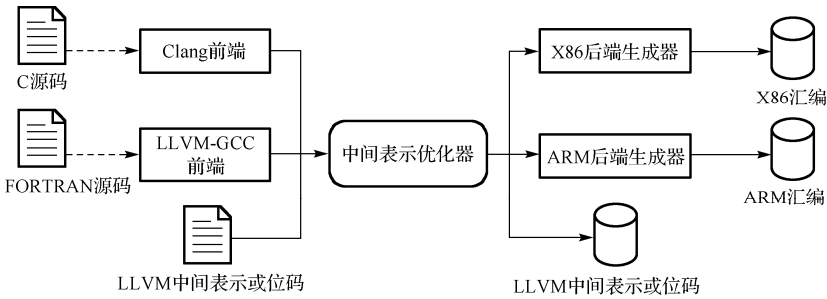 Clang前端
X86后端生成器
C源码
X86汇编
LLVM-GCC
前端
中间表示优化器
ARM后端生成器
FORTRAN源码
ARM汇编
LLVM中间表示或位码
LLVM中间表示或位码